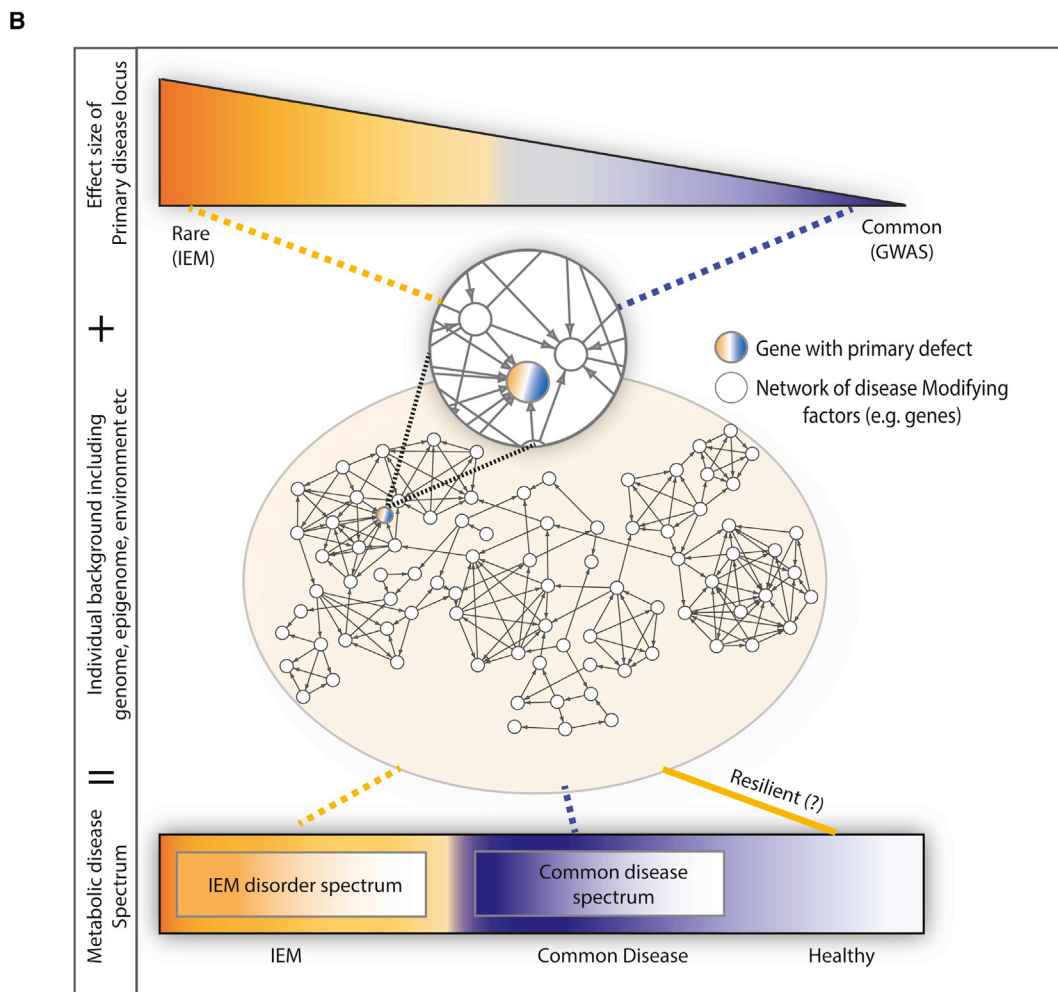 B
Effect size of
Primary disease locus
Rare
(IEM)
Common
(GWAS)
+
Gene with primary defect
Network of disease Modifying
factors (e.g. genes)
Individual background including
genome, epigenome, environment etc
=
Resilient (?)
Metabolic disease
Spectrum
IEM disorder spectrum
Common disease
spectrum
IEM
Common Disease
Healthy